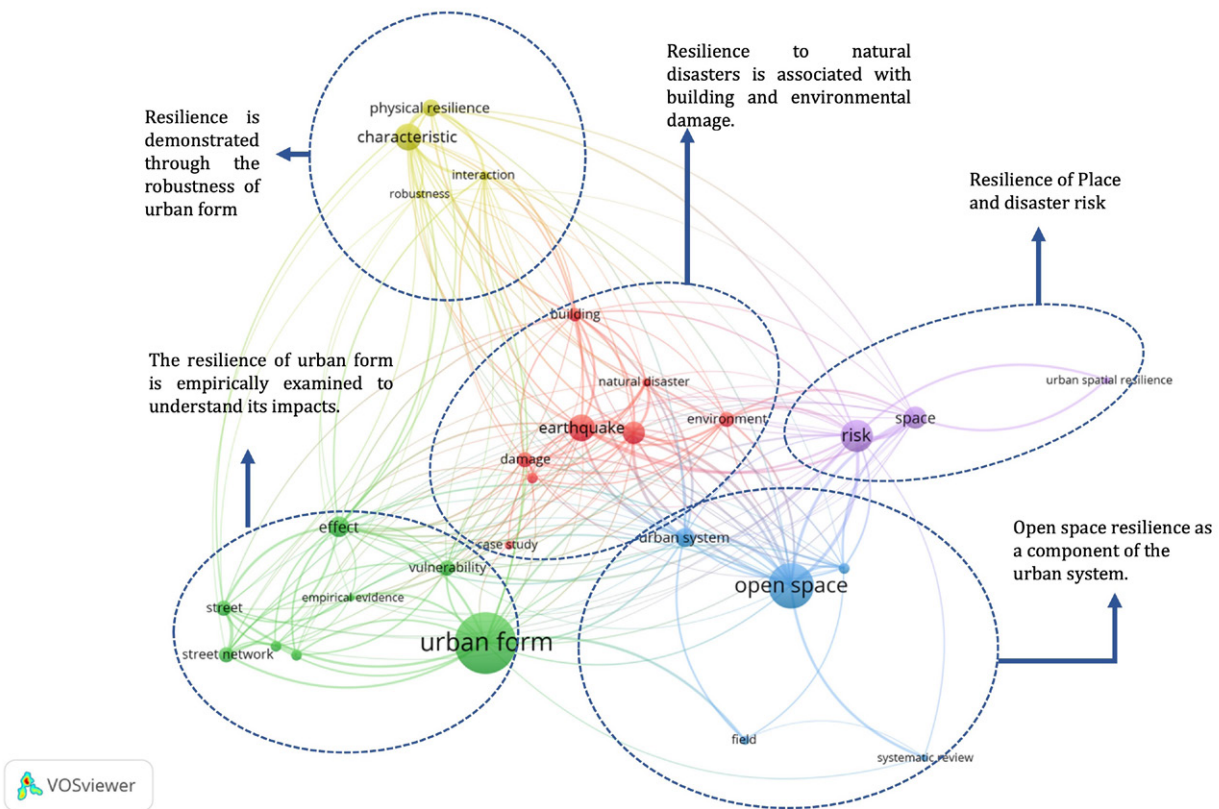 Resilience to natural
disasters is associated with
building and environmental
damage.
Resilience is
demonstrated
through the
robustness of
urban form
physical resilience
characteristic
interaction
robustness
Resilience of Place
and disaster risk
building
The resilience of urban form
is empirically examined to
understand its impacts.
natural disaster
urban spatial resilience
earthquake
environment
space
risk
damage
effect
case study
urban system
Open space resilience as
a component of the
urban system.
vulnerability
open space
empirical evidence
street
urban form
street network
field
systematic review
VOSviewer